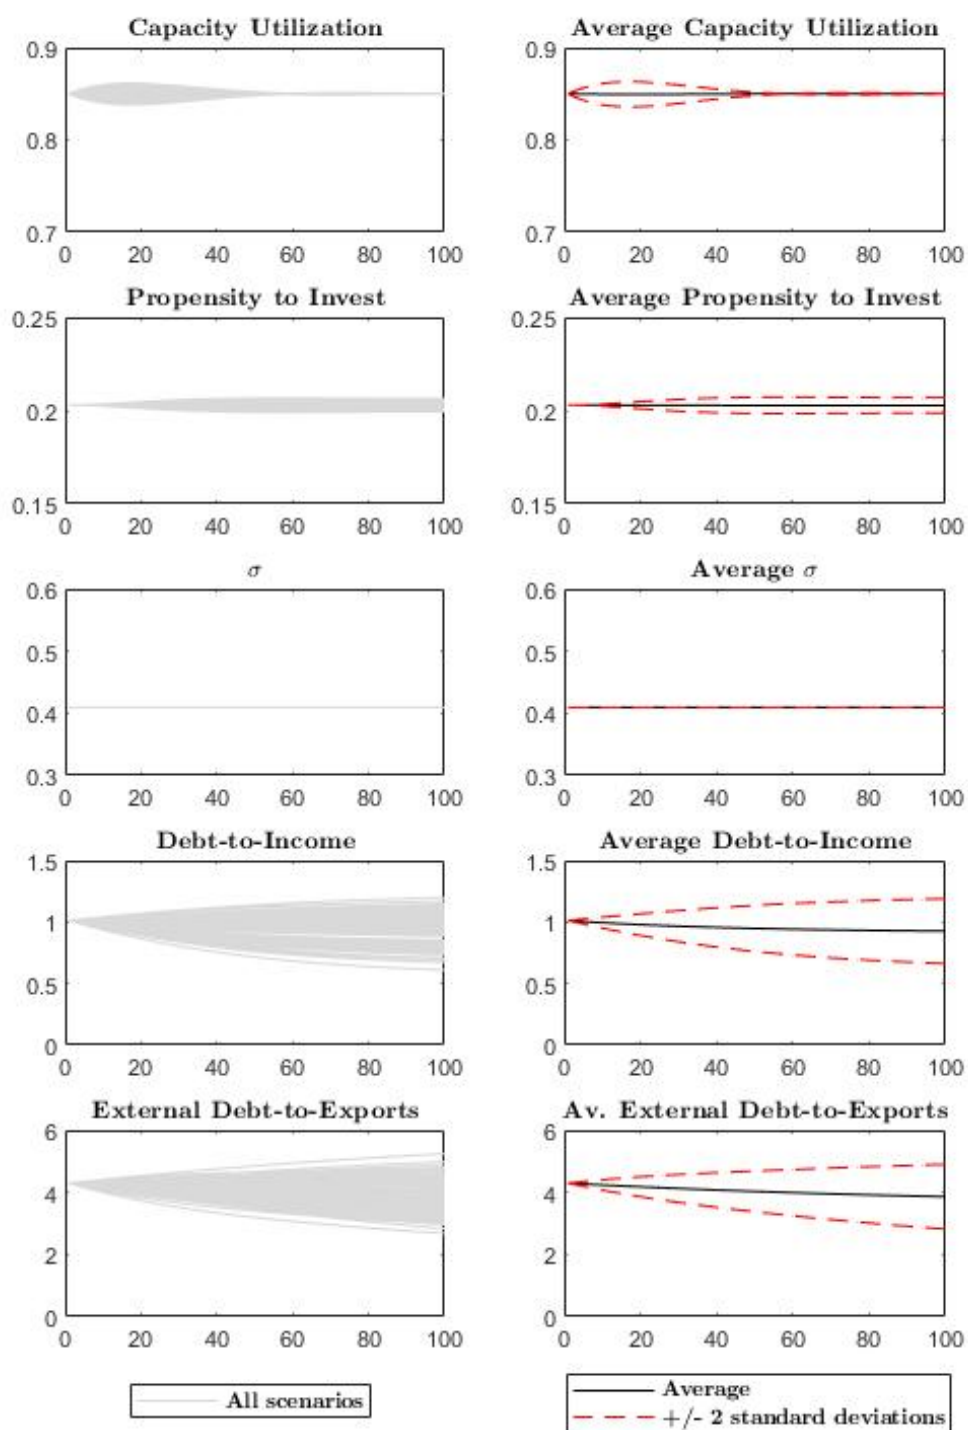 Capacity Utilization
0.9
0.8
0.7
0 20 40 60 80 100
Average Capacity Utilization
0.9
0.8
0.7
0 20 40 60 80 100
Propensity to Invest
0.25
0.2
0.15
0 20 40 60 80 100
Average Propensity to Invest
0.25
0.2
0.15
0 20 40 60 80 100
σ
0.6
0.5
0.4
0.3
0 20 40 60 80 100
Average σ
0.6
0.5
0.4
0.3
0 20 40 60 80 100
Debt-to-Income
1.5
1
0.5
0
0 20 40 60 80 100
Average Debt-to-Income
1.5
1
0.5
0
0 20 40 60 80 100
External Debt-to-Exports
6
4
2
0
0 20 40 60 80 100
Av. External Debt-to-Exports
6
4
2
0
0 20 40 60 80 100
All scenarios
Average
+/- 2 standard deviations